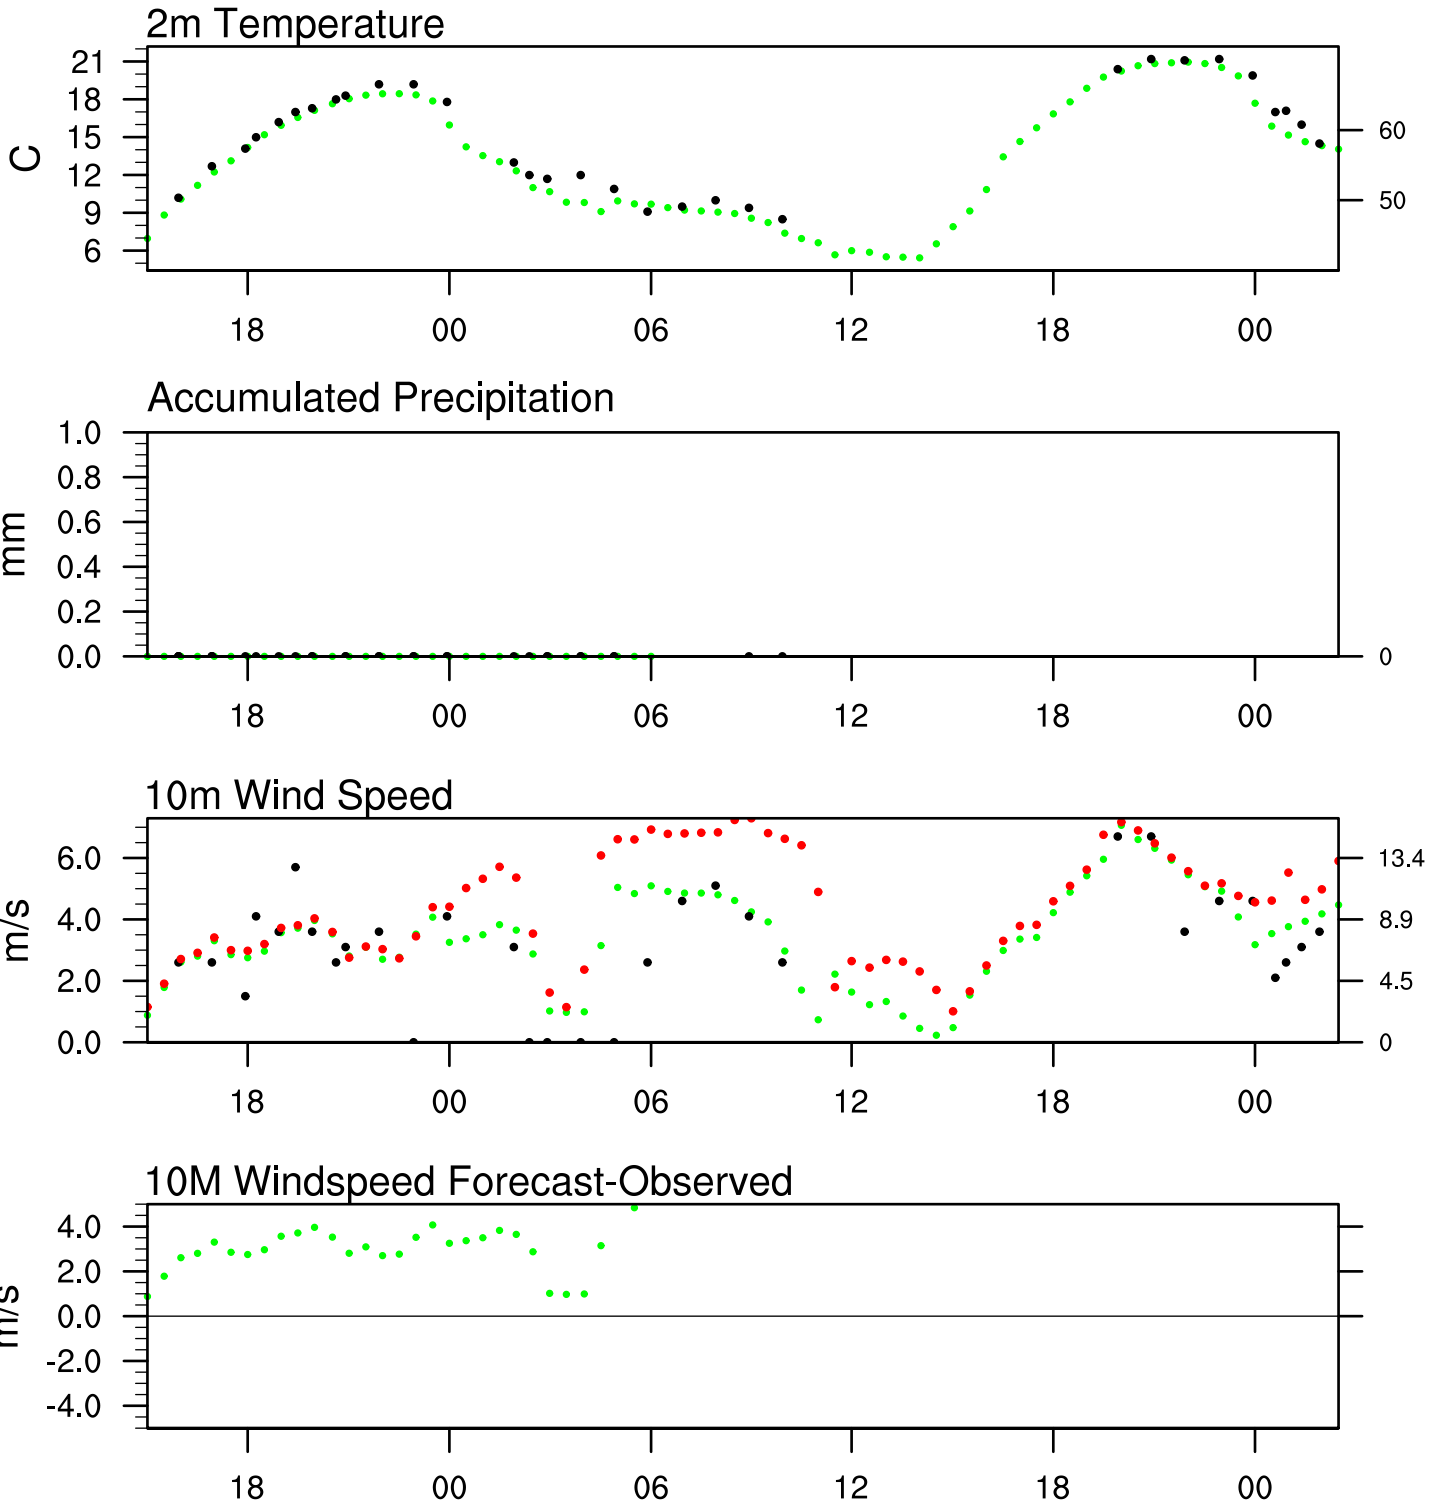 2m Temperature
21
18
15
12
9
6
C
60
50
18 00 06 12 18 00
Accumulated Precipitation
1.0
0.8
0.6
0.4
0.2
0.0
mm
0
18 00 06 12 18 00
10m Wind Speed
6.0
4.0
2.0
0.0
m/s
13.4
8.9
4.5
0
18 00 06 12 18 00
10M Windspeed Forecast-Observed
4.0
2.0
0.0
-2.0
-4.0
m/s
18 00 06 12 18 00